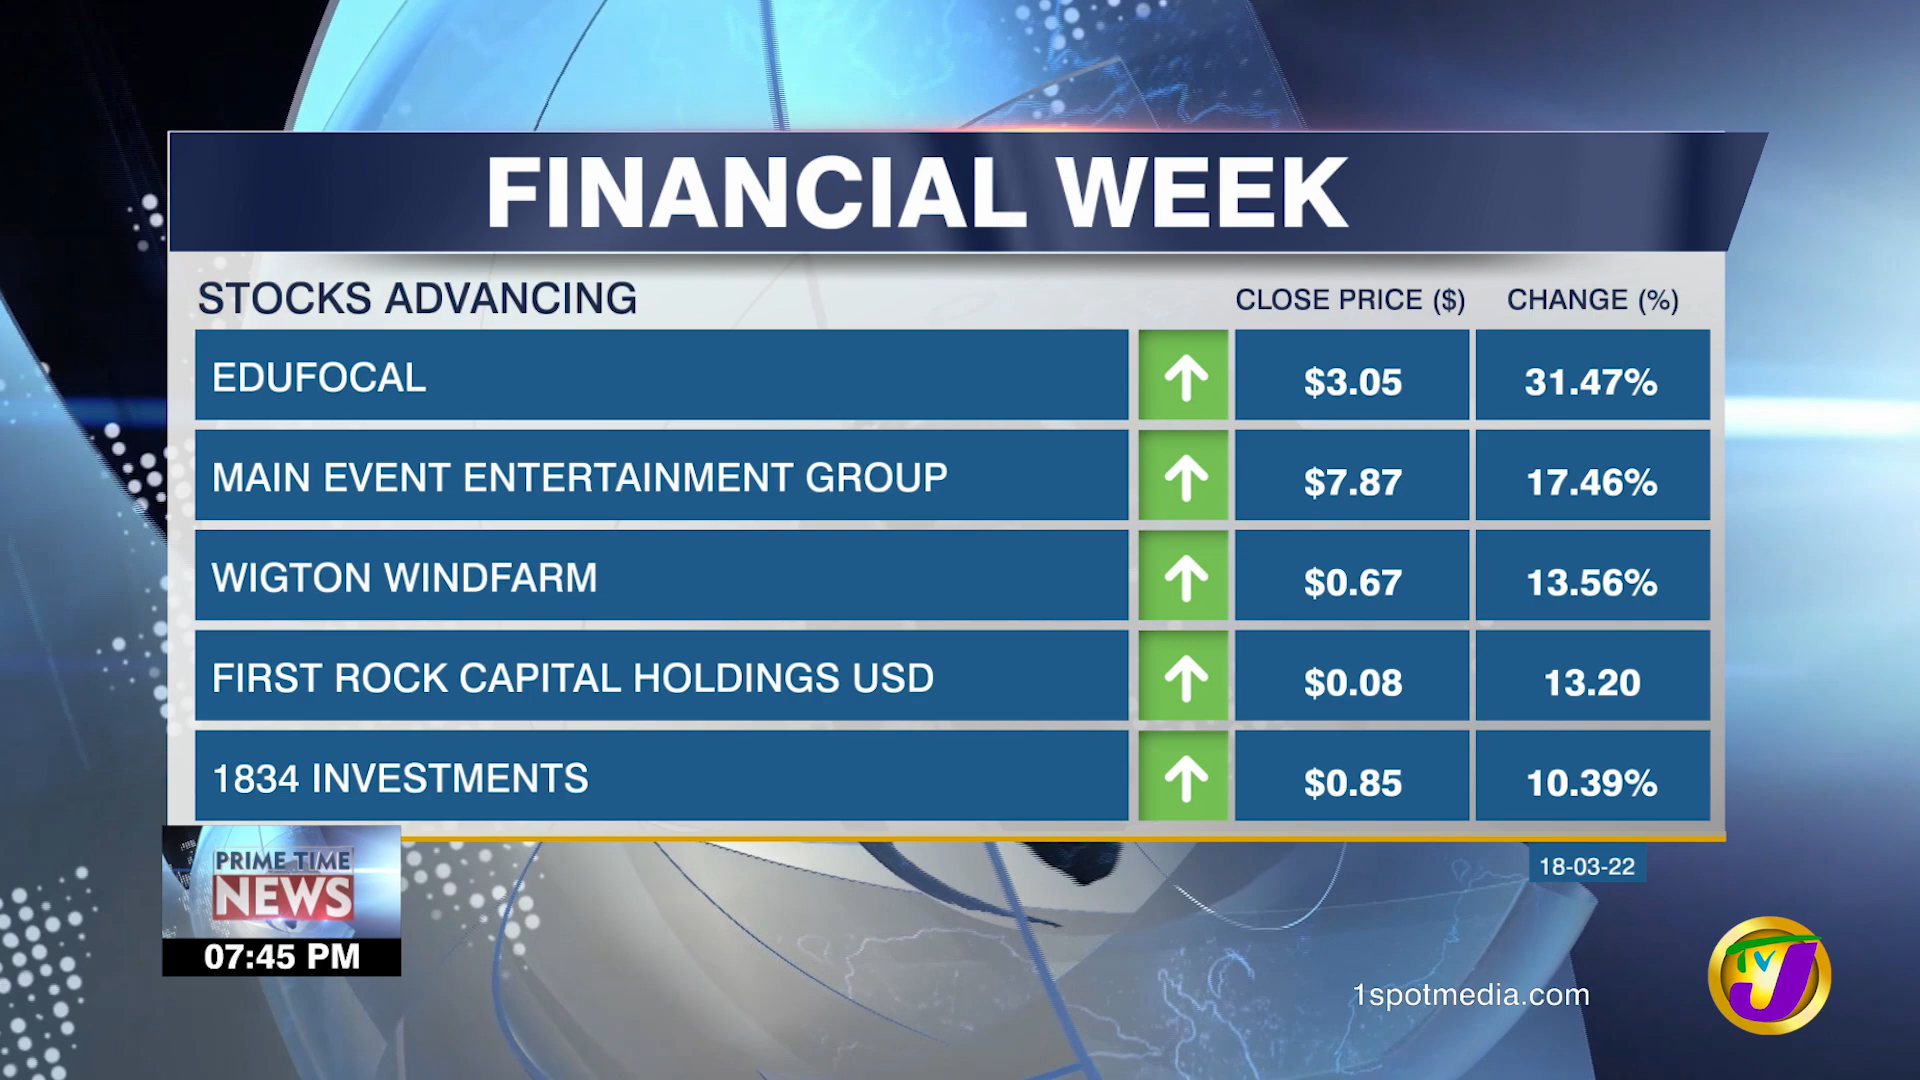 FINANCIAL WEEK
STOCKS ADVANCING CLOSE PRICE ($) CHANGE (%)
EDUFOCAL $3.05 31.47%
MAIN EVENT ENTERTAINMENT GROUP $7.87 17.46%
WIGTON WINDFARM $0.67 13.56%
FIRST ROCK CAPITAL HOLDINGS USD $0.08 13.20
1834 INVESTMENTS $0.85 10.39%
PRIME TIME
NEWS
07:45 PM
18-03-22
1spotmedia.com
TVJ